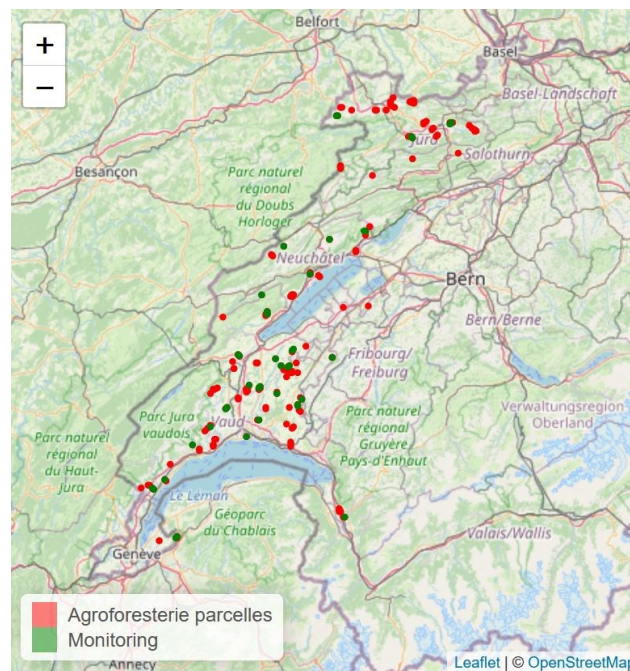 Belfort
+
−
Basel
Basel-Landschaft
Jura
Solothurn
Besançon
Parc naturel
régional
du Doubs
Horloger
Neuchâtel
Bern
Bern/Berne
Fribourg/
Freiburg
Verwaltungsregion
Oberland
Parc Jura
vaudois
Vaud
Parc naturel
régional
Gruyère
Pays-d'Enhaut
Parc naturel
régional
du Haut-
Jura
Le Léman
Géoparc
du Chablais
Valais/Wallis
Genève
Agroforesterie parcelles
Monitoring
Annecy
Leaflet | © OpenStreetMap